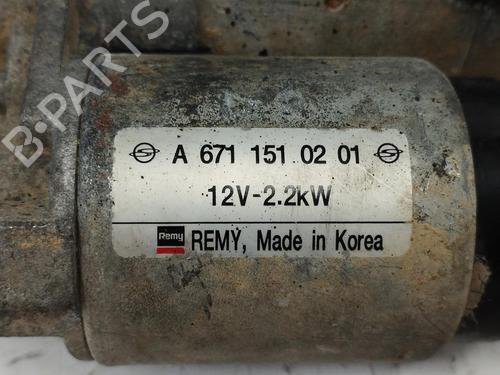 B-PARTS
A 671 151 02 01
12V-2.2kW
Remy REMY, Made in Korea